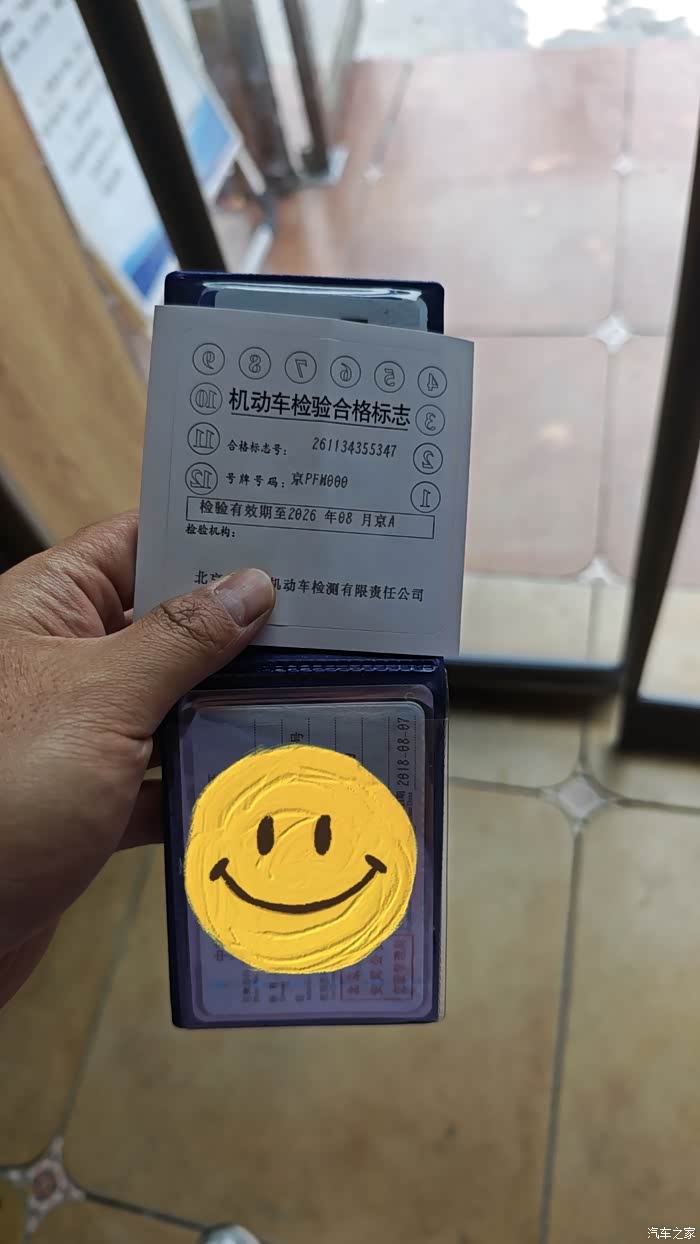 9 8 7 6 5 4
10 机动车检验合格标志 3
11 合格标志号： 261134355347 2
12 号牌号码：京PFM000 1
检验有效期至2026 年08 月京A
检验机构：
北京 机动车检测有限责任公司
号
2018-08-07
汽车之家